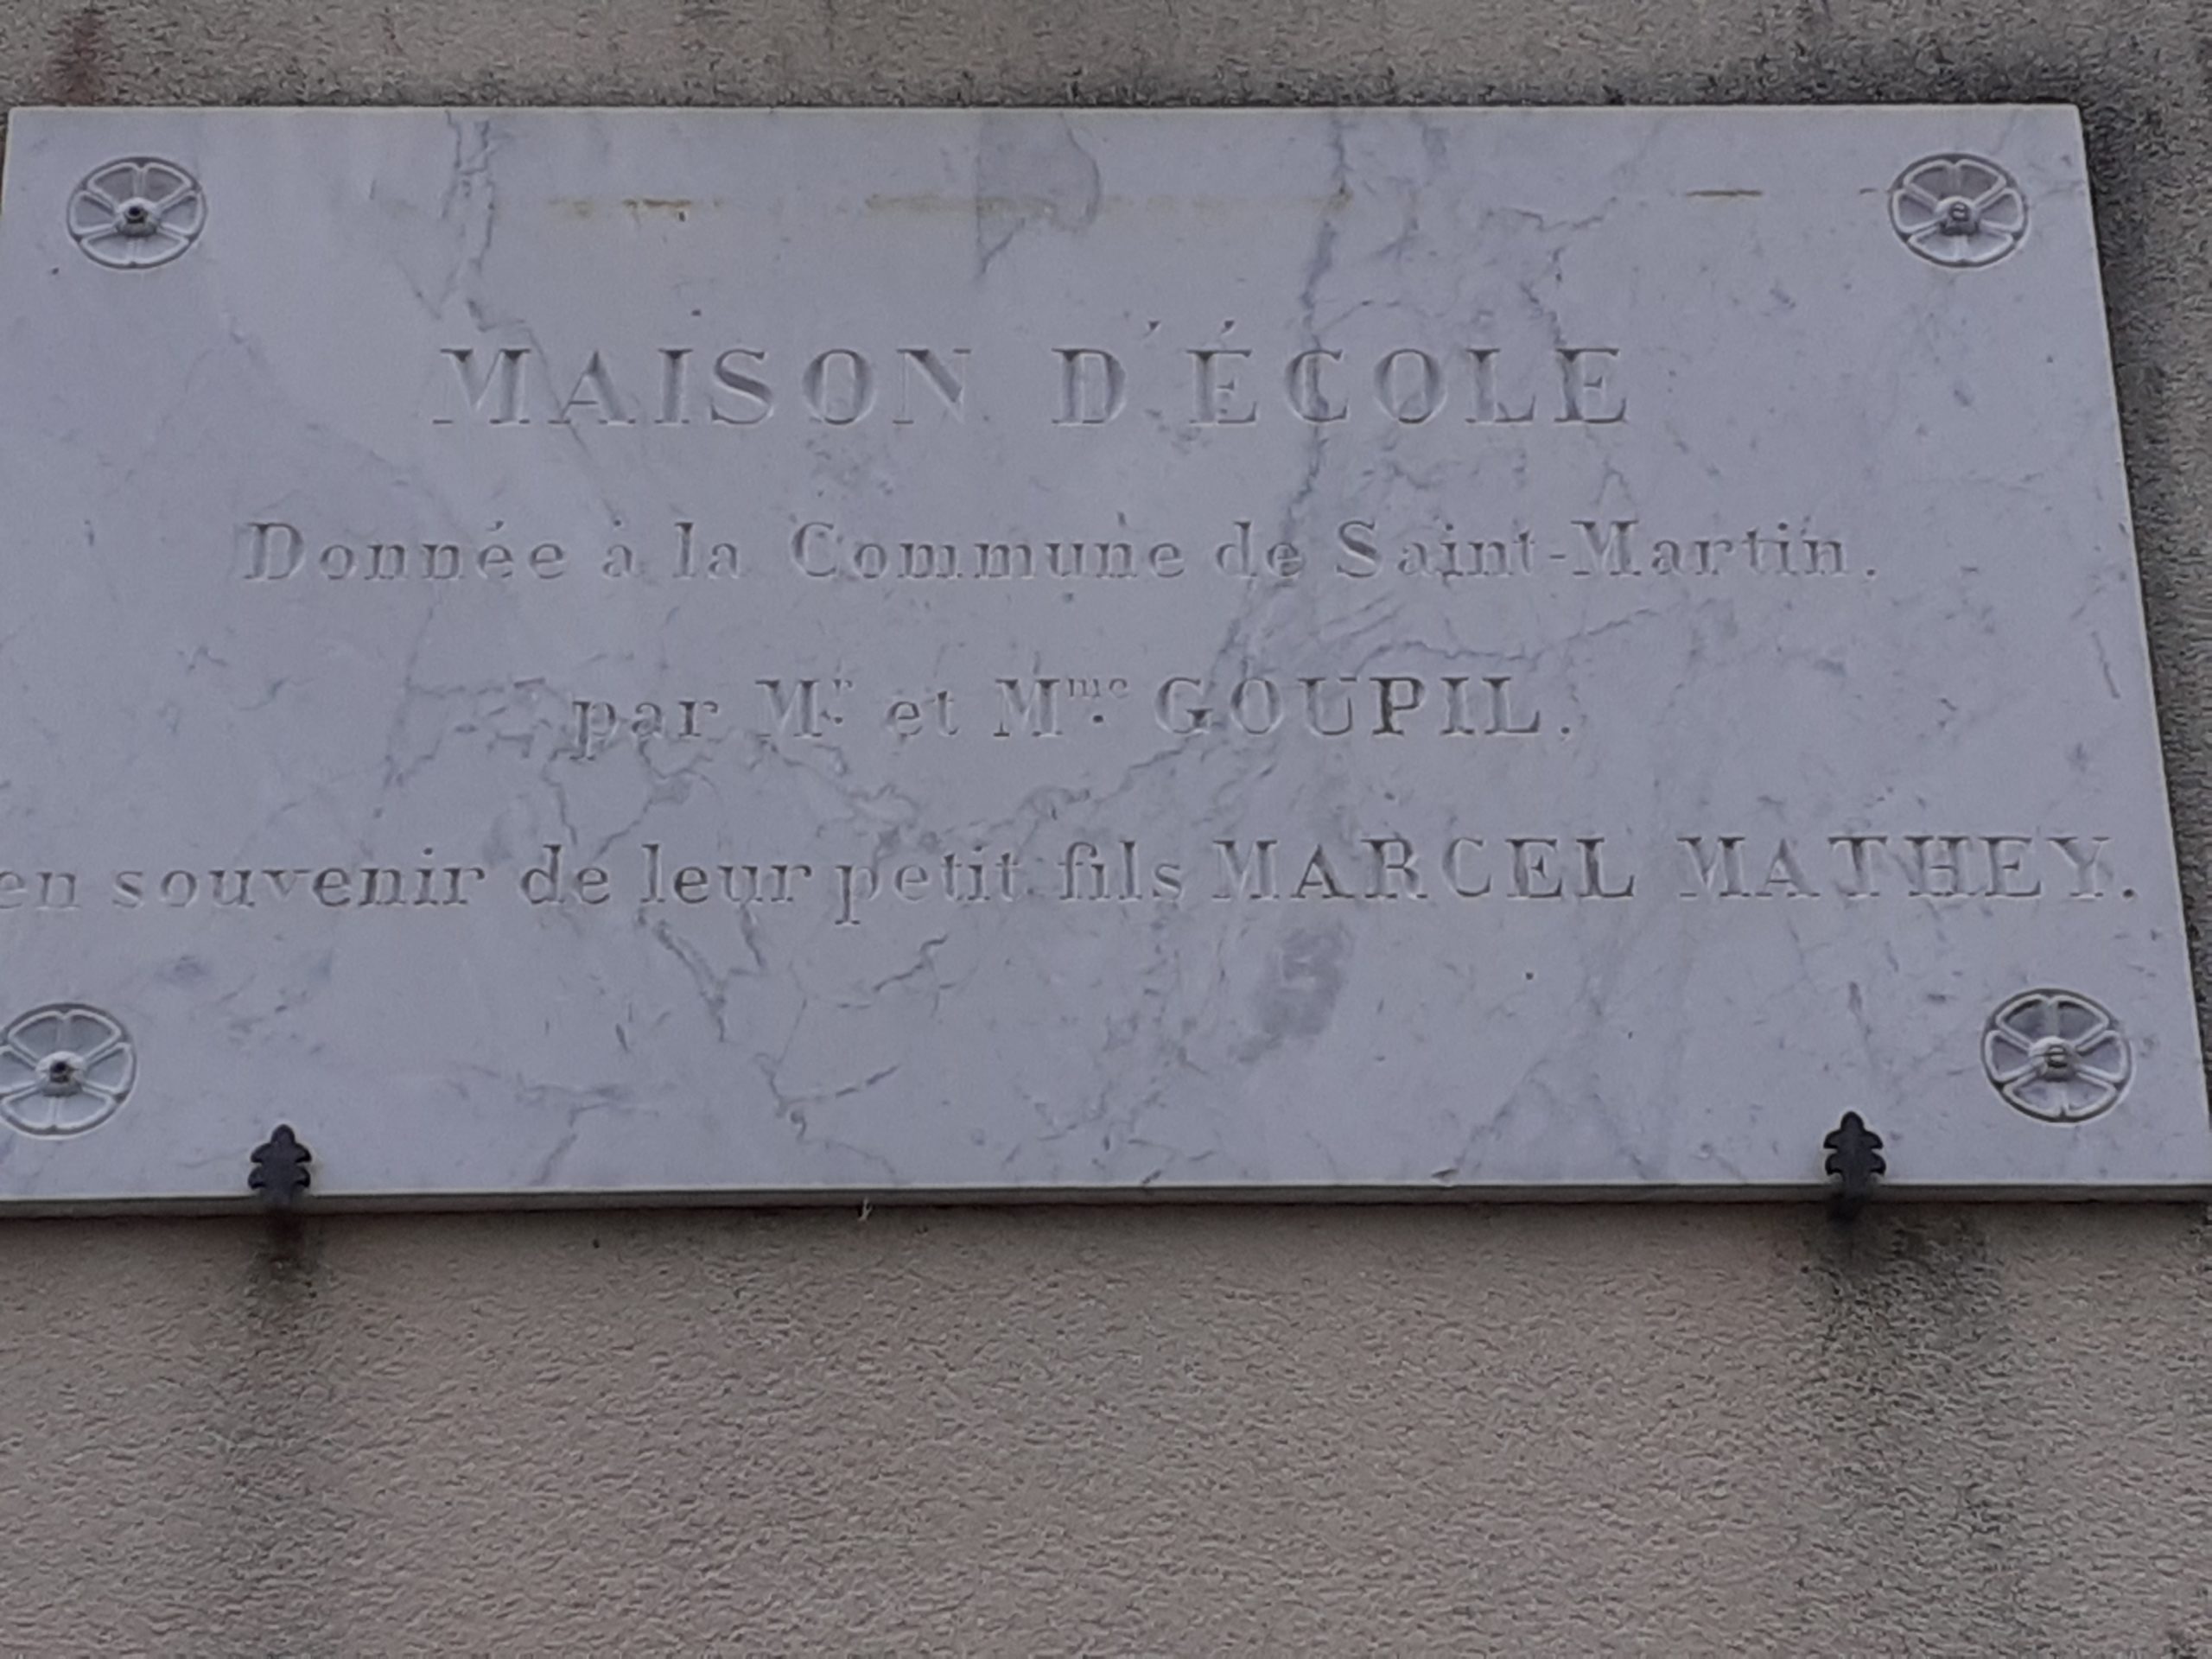 MAISON D'ÉCOLE
Donnée à la Commune de Saint-Martin.
par Mr. et Mme. GOUPIL.
en souvenir de leur petit fils MARCEL MATHEY.